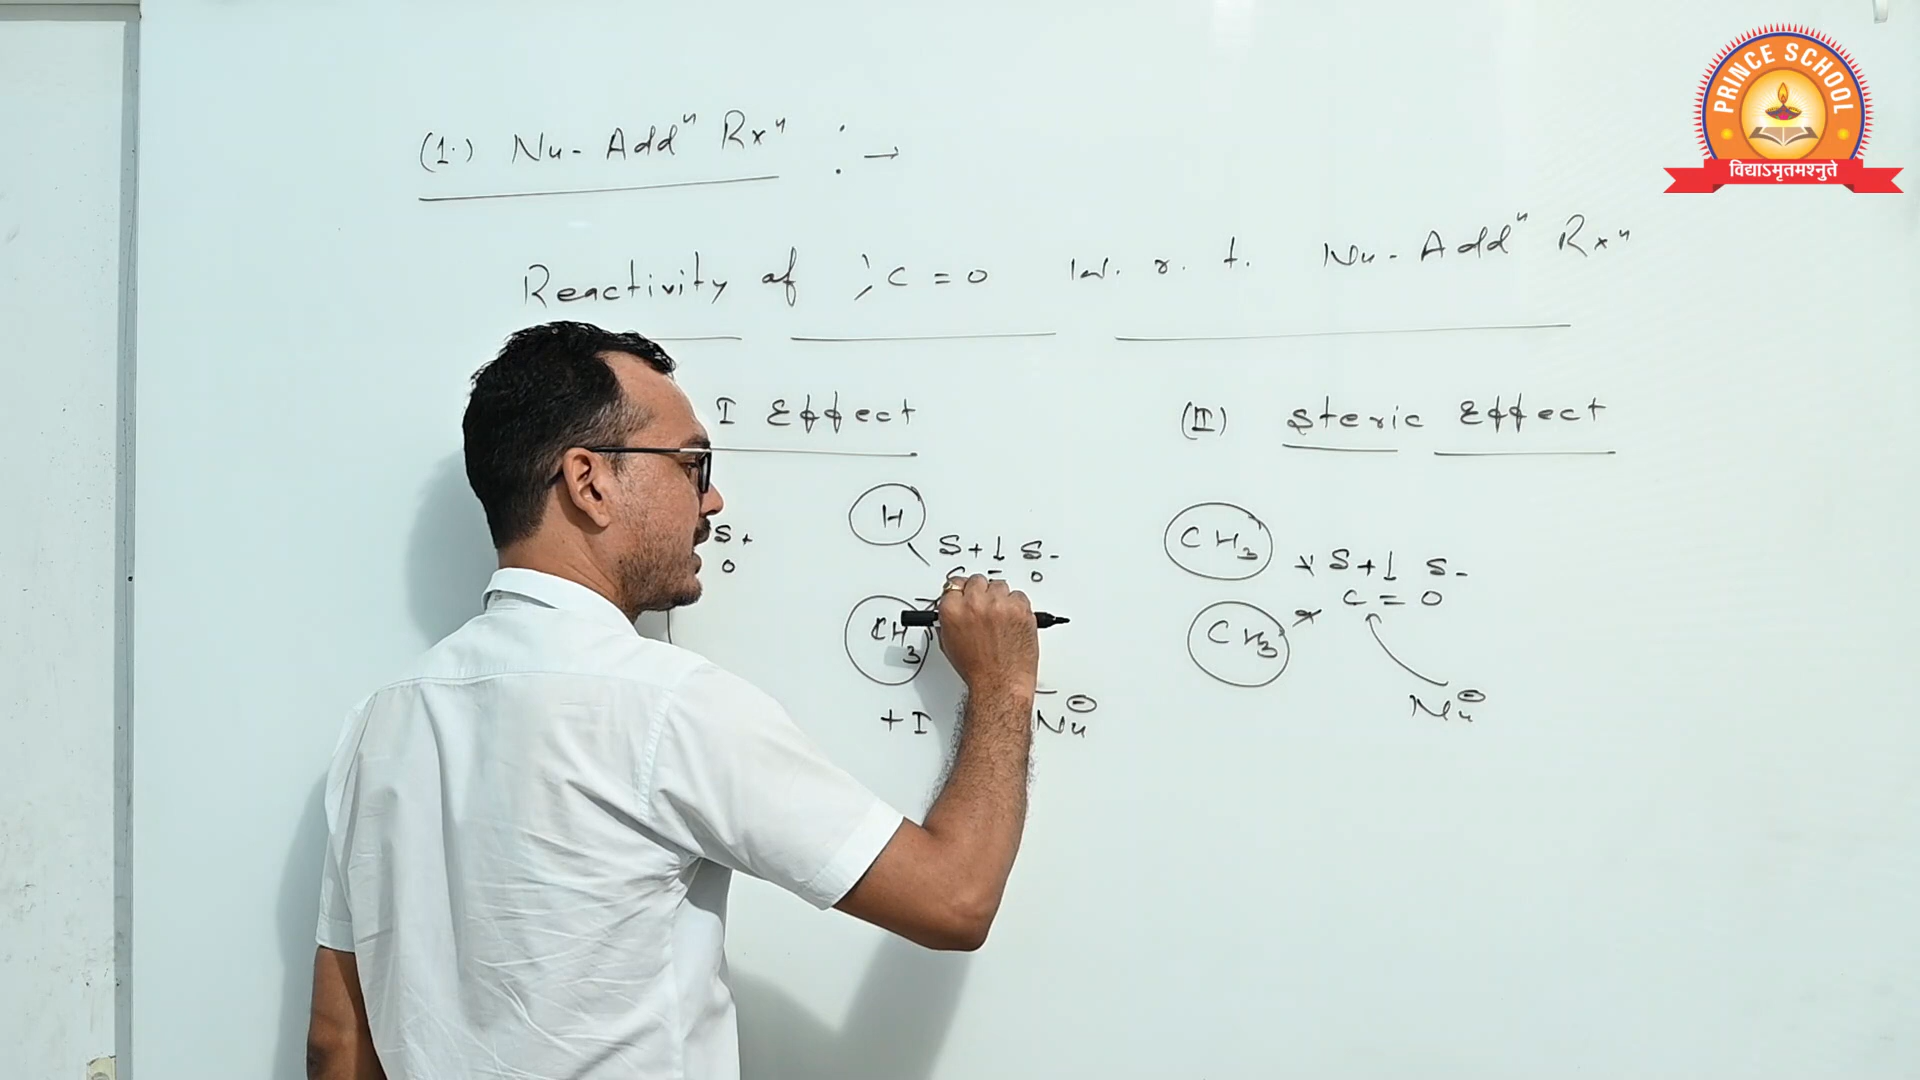 PRINCE SCHOOL
विद्याऽमृतमश्नुते
(1.) Nu- Addⁿ Rxⁿ :→
Reactivity of >C = O w.r.t. Nu- Addⁿ Rxⁿ
I Effect
(II) Steric Effect
δ+
O
H
δ+↓ δ-
C = O
CH3
+I
Nu⊖
CH3
δ+↓ δ-
C = O
CH3
Nu⊖